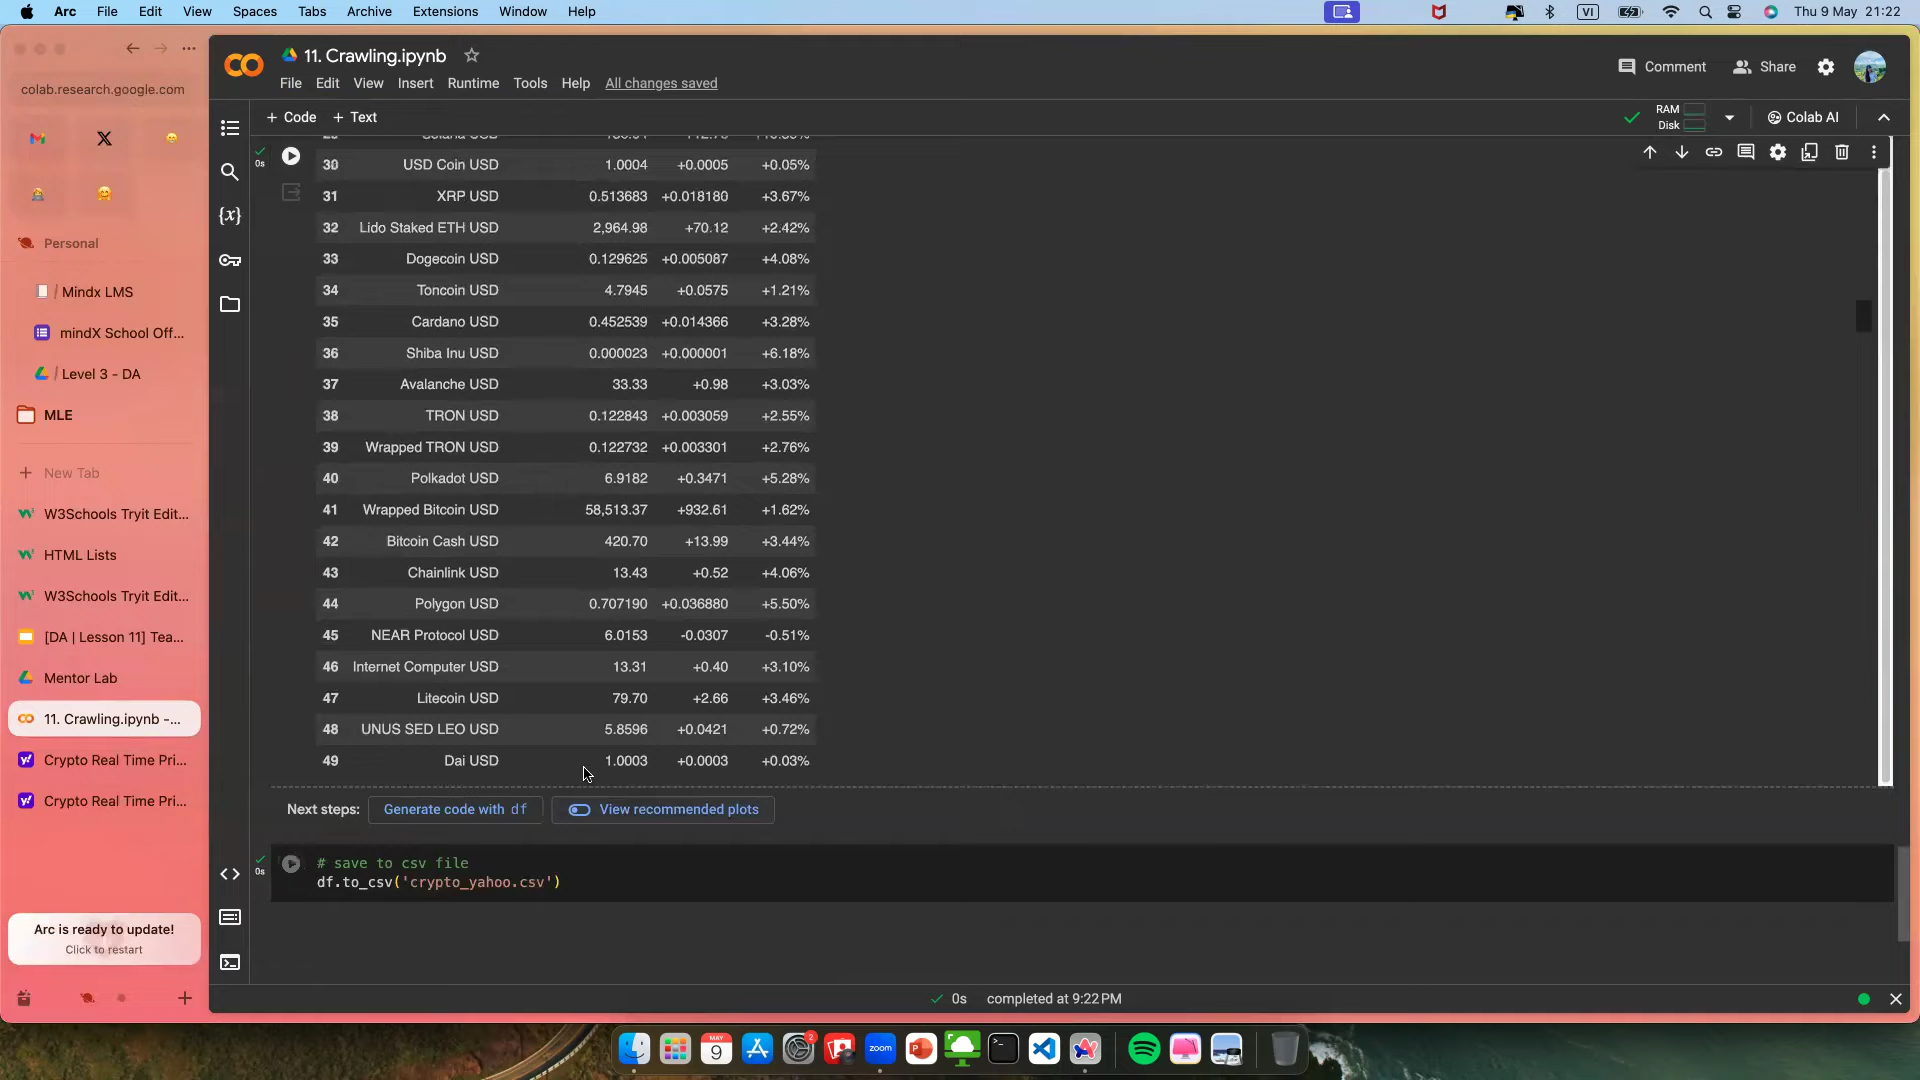 Arc File Edit View Spaces Tabs Archive Extensions Window Help VI Thu 9 May 21:22
colab.research.google.com
Personal
/ Mindx LMS
mindX School Off...
/ Level 3 - DA
MLE
New Tab
W3Schools Tryit Edit...
HTML Lists
W3Schools Tryit Edit...
[DA | Lesson 11] Tea...
Mentor Lab
11. Crawling.ipynb -...
Crypto Real Time Pri...
Crypto Real Time Pri...
Arc is ready to update!
Click to restart
11. Crawling.ipynb
File Edit View Insert Runtime Tools Help All changes saved
Comment Share
+ Code + Text
RAM
Disk
Colab AI
0s
30 USD Coin USD 1.0004 +0.0005 +0.05%
31 XRP USD 0.513683 +0.018180 +3.67%
32 Lido Staked ETH USD 2,964.98 +70.12 +2.42%
33 Dogecoin USD 0.129625 +0.005087 +4.08%
34 Toncoin USD 4.7945 +0.0575 +1.21%
35 Cardano USD 0.452539 +0.014366 +3.28%
36 Shiba Inu USD 0.000023 +0.000001 +6.18%
37 Avalanche USD 33.33 +0.98 +3.03%
38 TRON USD 0.122843 +0.003059 +2.55%
39 Wrapped TRON USD 0.122732 +0.003301 +2.76%
40 Polkadot USD 6.9182 +0.3471 +5.28%
41 Wrapped Bitcoin USD 58,513.37 +932.61 +1.62%
42 Bitcoin Cash USD 420.70 +13.99 +3.44%
43 Chainlink USD 13.43 +0.52 +4.06%
44 Polygon USD 0.707190 +0.036880 +5.50%
45 NEAR Protocol USD 6.0153 -0.0307 -0.51%
46 Internet Computer USD 13.31 +0.40 +3.10%
47 Litecoin USD 79.70 +2.66 +3.46%
48 UNUS SED LEO USD 5.8596 +0.0421 +0.72%
49 Dai USD 1.0003 +0.0003 +0.03%
Next steps: Generate code with df View recommended plots
0s
# save to csv file
df.to_csv('crypto_yahoo.csv')
0s completed at 9:22 PM
MAY
9
2
zoom